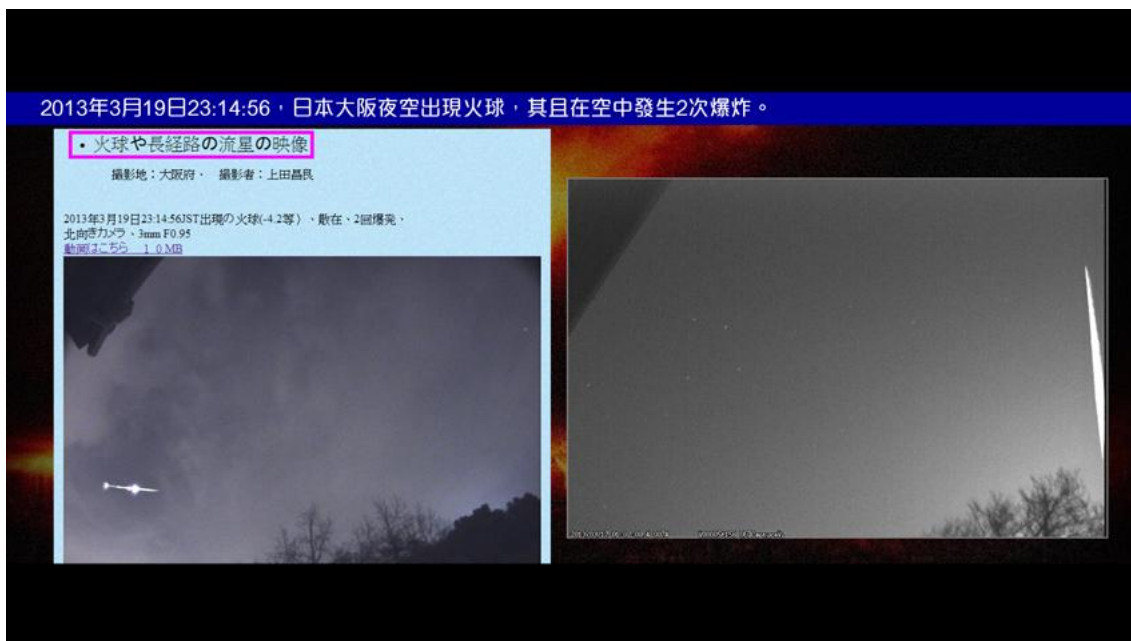 2013年3月19日23:14:56，日本大阪夜空出現火球，其且在空中發生2次爆炸。
• 火球や長経路の流星の映像
撮影地：大阪府・ 撮影者：上田昌良
2013年3月19日23:14:56JST出現の火球(-4.2等）、散在、2回爆発、
北向きカメラ、3mm F0.95
動画はこちら １０MB